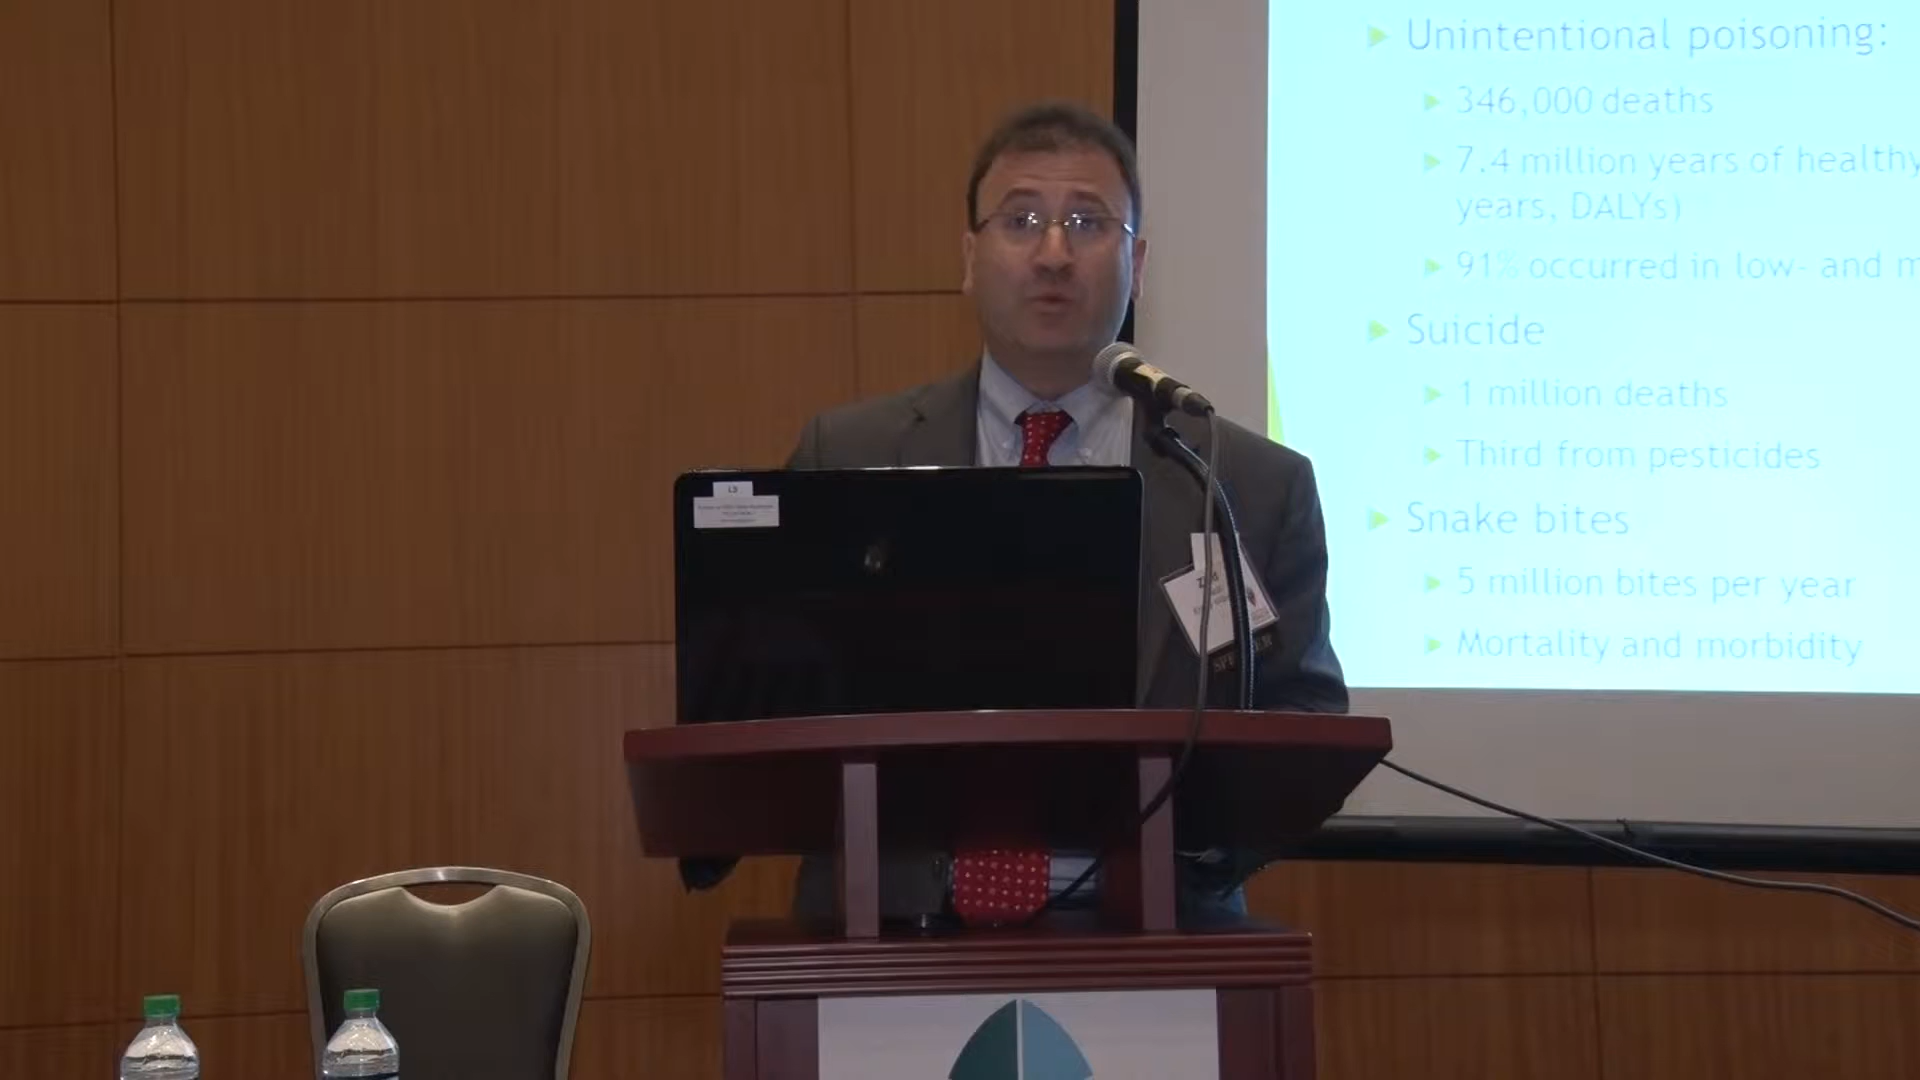 Unintentional poisoning:
346,000 deaths
7.4 million years of healthy
years, DALYs)
91% occurred in low- and m
Suicide
1 million deaths
Third from pesticides
Snake bites
5 million bites per year
Mortality and morbidity
L3